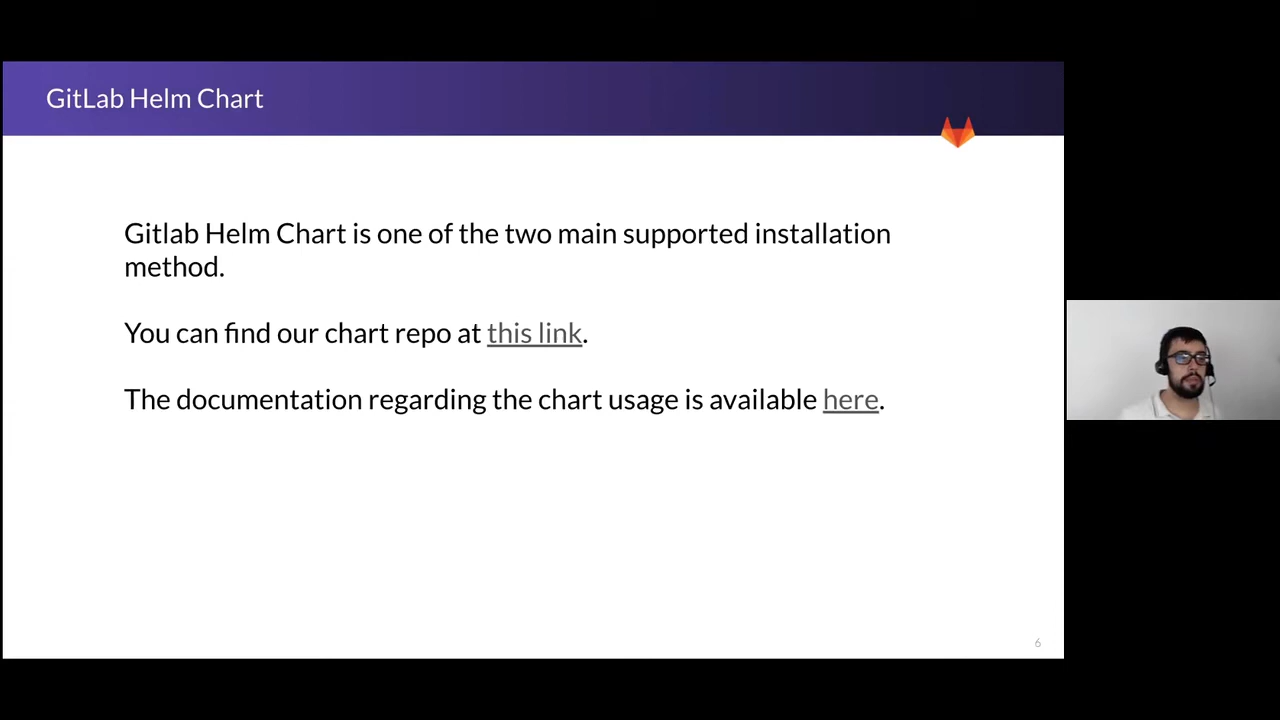 GitLab Helm Chart
Gitlab Helm Chart is one of the two main supported installation
method.
You can find our chart repo at this link.
The documentation regarding the chart usage is available here.
6